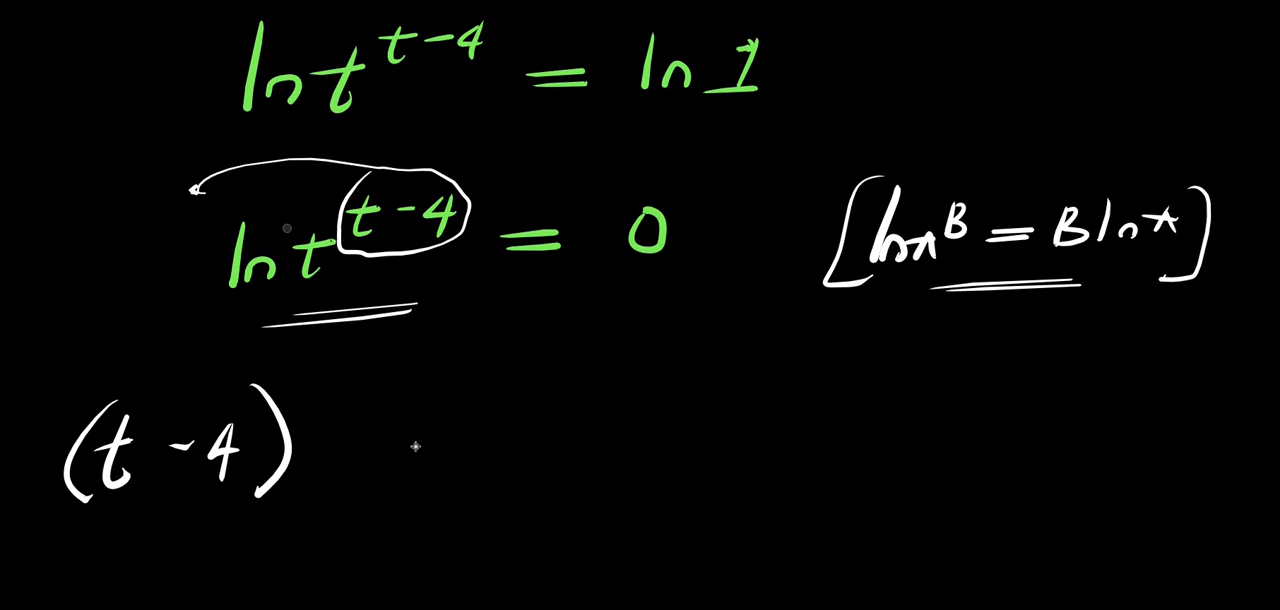 ln t^{t-4} = ln 1
ln t^{t-4} = 0 [ln x^B = B ln x]
(t - 4)